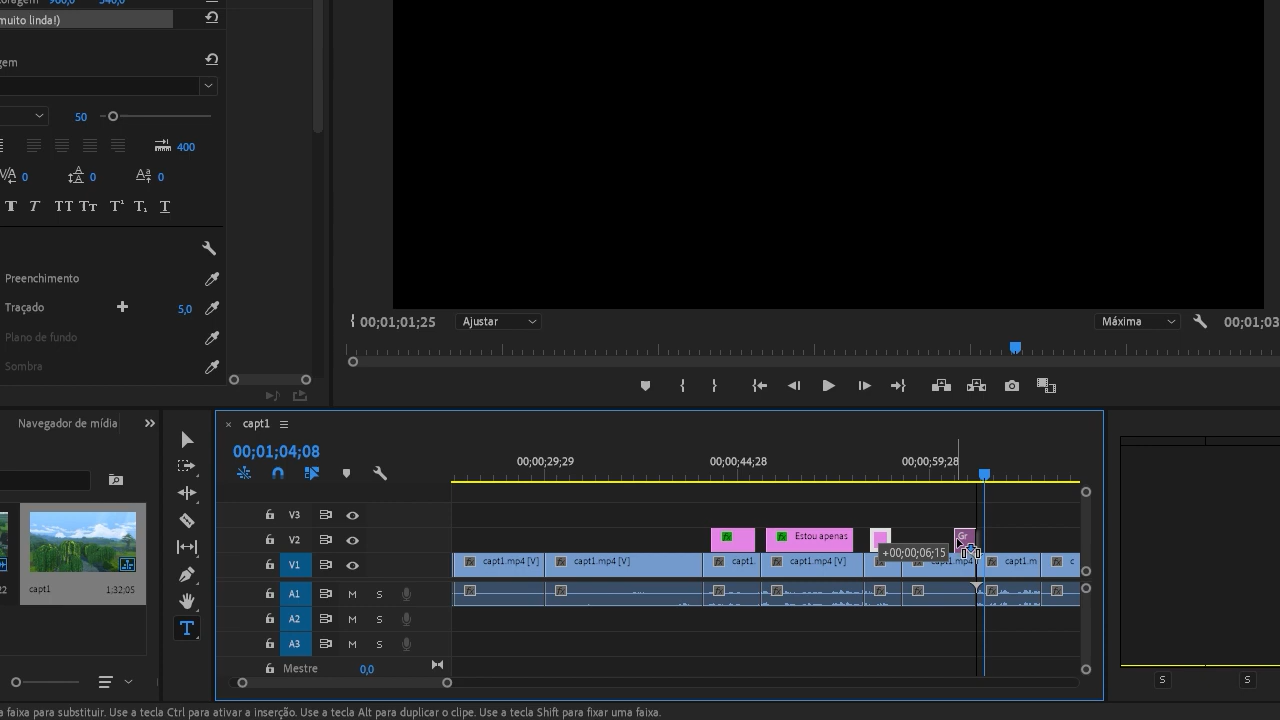 muito linda!)
gem
50
400
0
0
0
Preenchimento
Traçado
5,0
Plano de fundo
Sombra
00;01;01;25
Ajustar
Máxima
00;01;03
Navegador de mídia
capt1
1;32;05
capt1
00;01;04;08
00;00;29;29
00;00;44;28
00;00;59;28
V3
V2
Estou apenas
Gr
+00;00;06;15
V1
capt1.mp4 [V]
capt1.mp4 [V]
capt1.
capt1.mp4 [V]
capt1.m
c
A1
M
S
A2
M
S
A3
M
S
Mestre
0,0
S
S
a faixa para substituir. Use a tecla Ctrl para ativar a inserção. Use a tecla Alt para duplicar o clipe. Use a tecla Shift para fixar uma faixa.